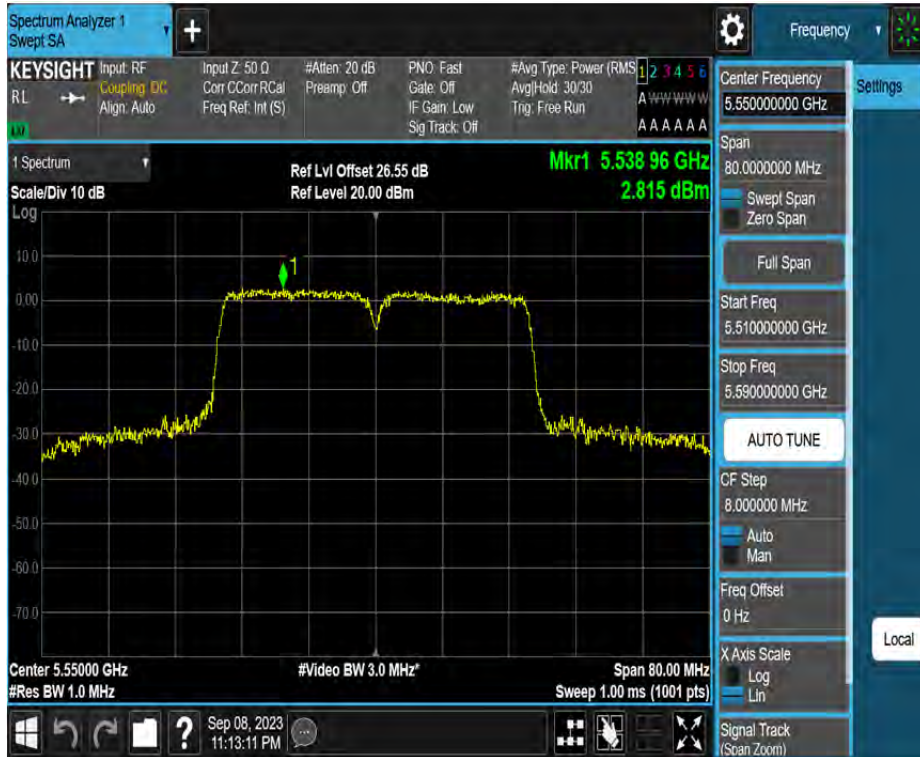 Spectrum Analyzer 1
Swept SA
+
Frequency
KEYSIGHT
RL
LXI
Input: RF
Coupling: DC
Align: Auto
Input Z: 50 Ω
Corr CCorr RCal
Freq Ref: Int (S)
#Atten: 20 dB
Preamp: Off
PNO: Fast
Gate: Off
IF Gain: Low
Sig Track: Off
#Avg Type: Power (RMS
Avg|Hold: 30/30
Trig: Free Run
1 2 3 4 5 6
A W W W W W
A A A A A A
1 Spectrum
Scale/Div 10 dB
Ref Lvl Offset 26.55 dB
Ref Level 20.00 dBm
Mkr1 5.538 96 GHz
2.815 dBm
Log
10.0
0.00
-10.0
-20.0
-30.0
-40.0
-50.0
-60.0
-70.0
1
Center 5.55000 GHz
#Res BW 1.0 MHz
#Video BW 3.0 MHz*
Span 80.00 MHz
Sweep 1.00 ms (1001 pts)
?
Sep 08, 2023
11:13:11 PM
Center Frequency
5.550000000 GHz
Span
80.0000000 MHz
Swept Span
Zero Span
Full Span
Start Freq
5.510000000 GHz
Stop Freq
5.590000000 GHz
AUTO TUNE
CF Step
8.000000 MHz
Auto
Man
Freq Offset
0 Hz
X Axis Scale
Log
Lin
Signal Track
(Span Zoom)
Settings
Local